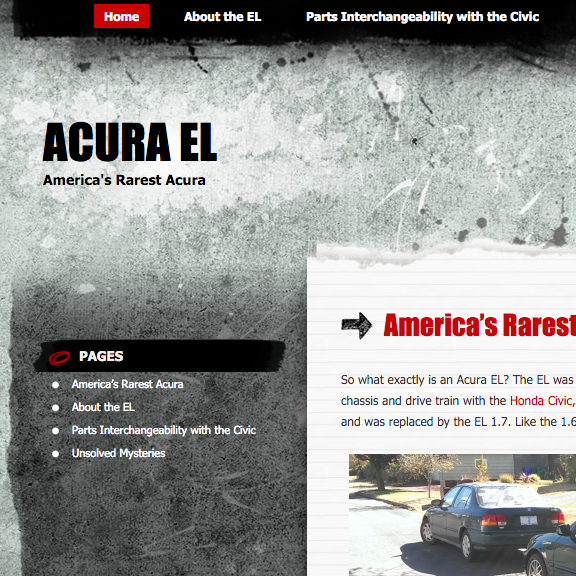 Home About the EL Parts Interchangeability with the Civic
ACURA EL
America's Rarest Acura
PAGES
America's Rarest Acura
About the EL
Parts Interchangeability with the Civic
Unsolved Mysteries
America's Rarest
So what exactly is an Acura EL? The EL was
chassis and drive train with the Honda Civic,
and was replaced by the EL 1.7. Like the 1.6